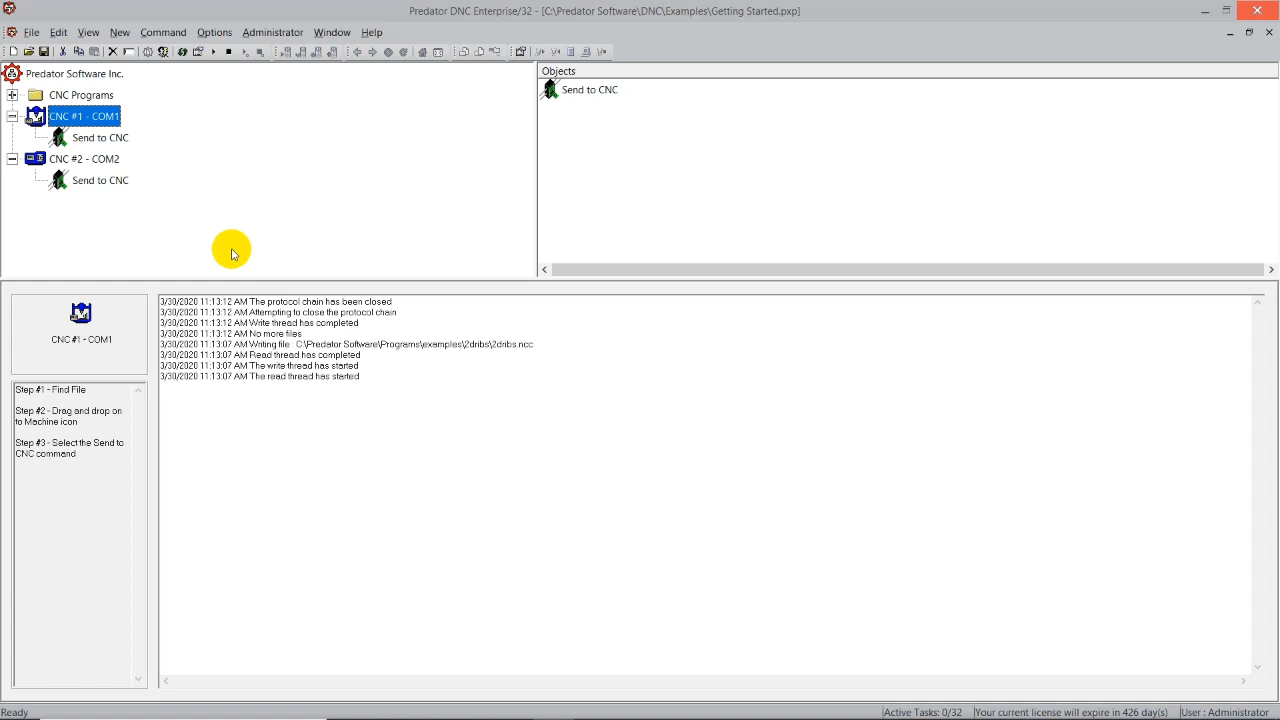 Predator DNC Enterprise/32 - [C:\Predator Software\DNC\Examples\Getting Started.pxp]
File Edit View New Command Options Administrator Window Help
Predator Software Inc.
CNC Programs
CNC #1 - COM1
Send to CNC
CNC #2 - COM2
Send to CNC
Objects
Send to CNC
CNC #1 - COM1
Step #1 - Find File
Step #2 - Drag and drop on
to Machine icon
Step #3 - Select the Send to
CNC command
3/30/2020 11:13:12 AM The protocol chain has been closed
3/30/2020 11:13:12 AM Attempting to close the protocol chain
3/30/2020 11:13:12 AM Write thread has completed
3/30/2020 11:13:12 AM No more files
3/30/2020 11:13:07 AM Writing file : C:\Predator Software\Programs\examples\2dribs\2dribs.ncc
3/30/2020 11:13:07 AM Read thread has completed
3/30/2020 11:13:07 AM The write thread has started
3/30/2020 11:13:07 AM The read thread has started
Ready
Active Tasks: 0/32
Your current license will expire in 426 day(s)
User : Administrator